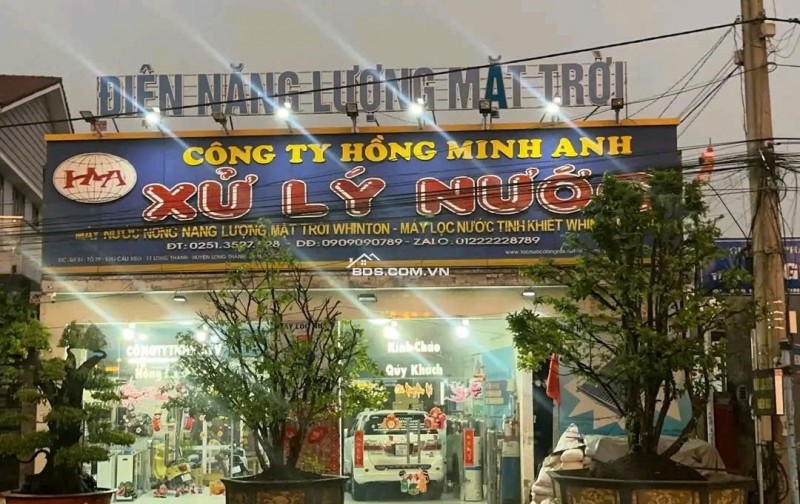 ĐIỆN NĂNG LƯỢNG MẶT TRỜI
CÔNG TY HỒNG MINH ANH
HMA
XỬ LÝ NƯỚC
MÁY NƯỚC NÓNG NĂNG LƯỢNG MẶT TRỜI WHINTON - MÁY LỌC NƯỚC TINH KHIẾT
ĐT: 0251. - DĐ: 0909090789 - ZALO: 01222228789
BDS.COM.VN
Kính Chào
Quý Khách